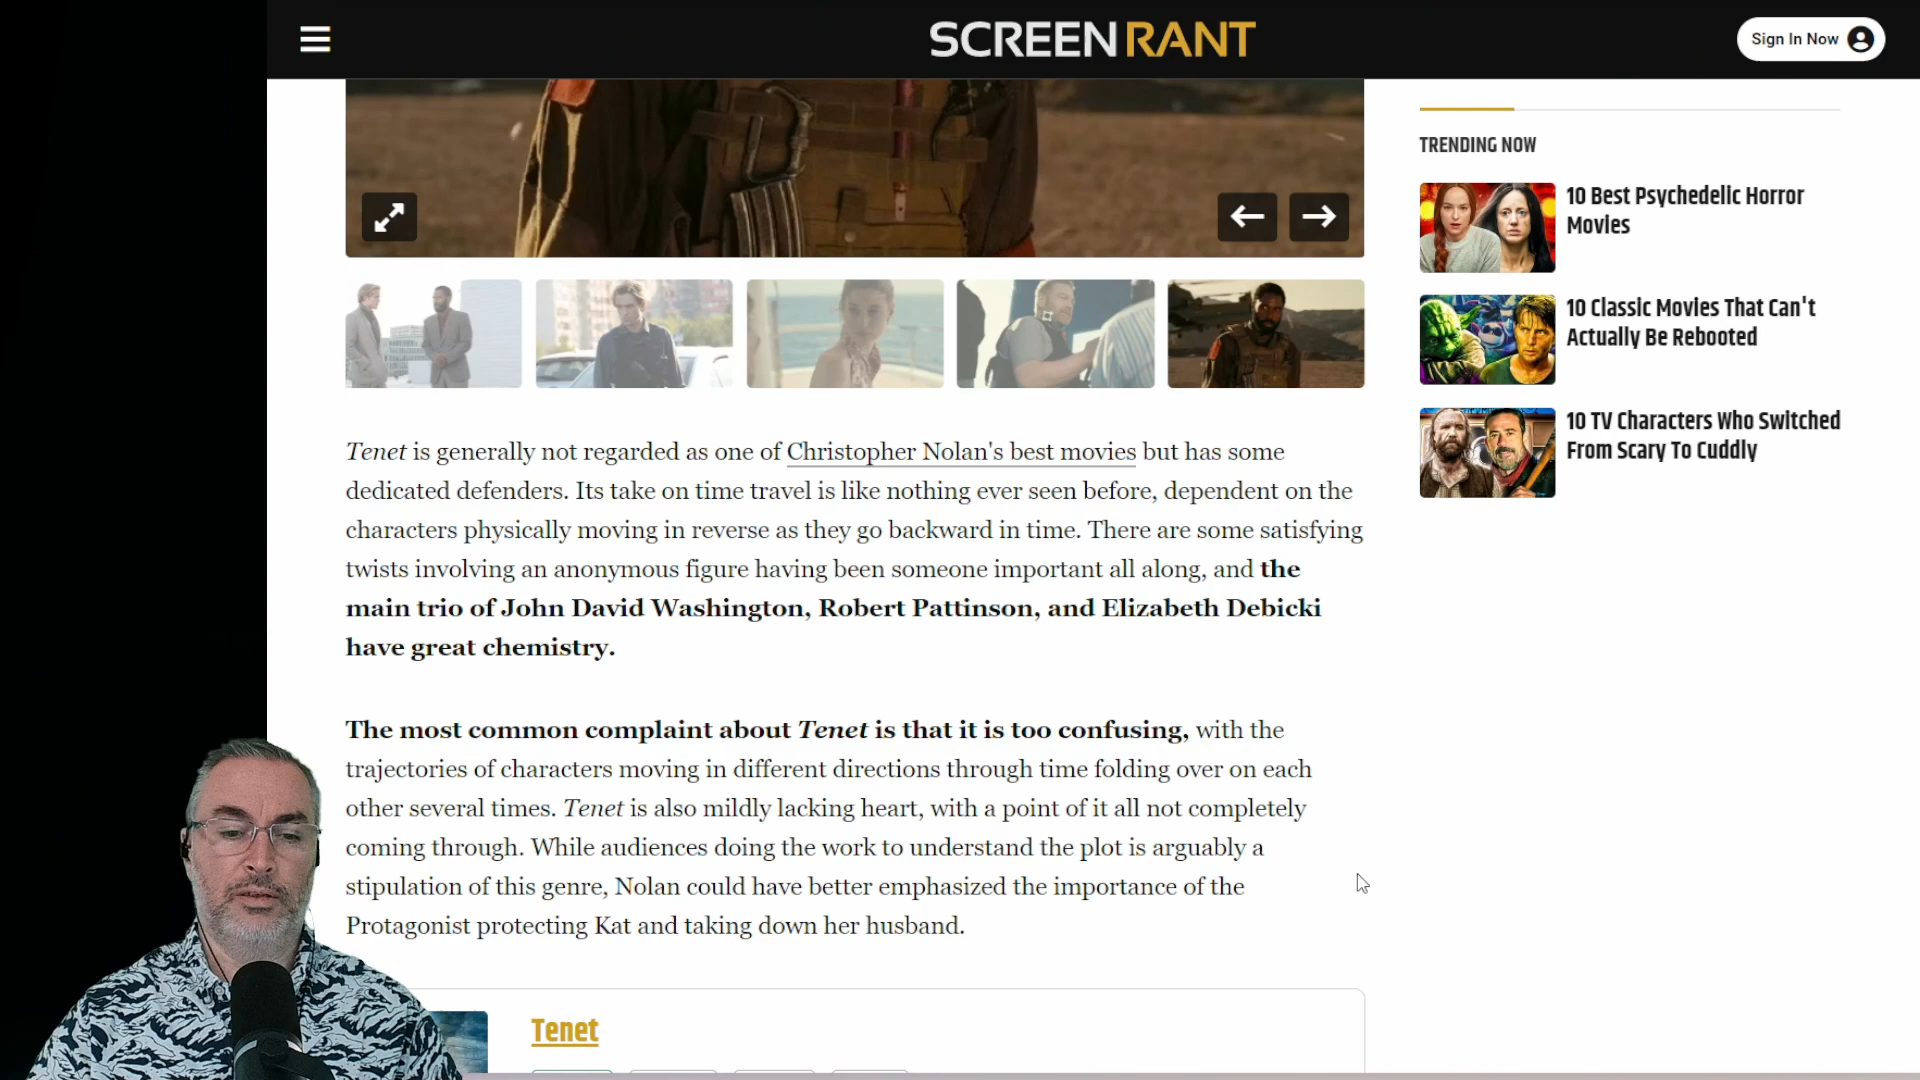 SCREENRANT
Sign In Now
TRENDING NOW
10 Best Psychedelic Horror
Movies
10 Classic Movies That Can't
Actually Be Rebooted
10 TV Characters Who Switched
From Scary To Cuddly
Tenet is generally not regarded as one of Christopher Nolan's best movies but has some
dedicated defenders. Its take on time travel is like nothing ever seen before, dependent on the
characters physically moving in reverse as they go backward in time. There are some satisfying
twists involving an anonymous figure having been someone important all along, and the
main trio of John David Washington, Robert Pattinson, and Elizabeth Debicki
have great chemistry.
The most common complaint about Tenet is that it is too confusing, with the
trajectories of characters moving in different directions through time folding over on each
other several times. Tenet is also mildly lacking heart, with a point of it all not completely
coming through. While audiences doing the work to understand the plot is arguably a
stipulation of this genre, Nolan could have better emphasized the importance of the
Protagonist protecting Kat and taking down her husband.
Tenet